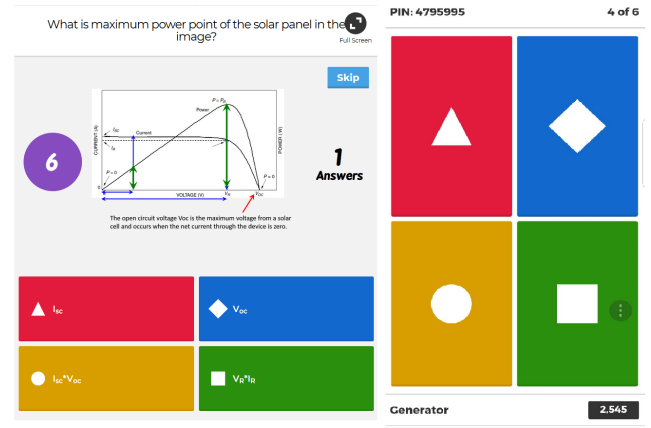 What is maximum power point of the solar panel in the
image?
Full Screen
Skip
6
1
Answers
P = PR
Power
ISC
Current
IR
P = 0
P = 0
CURRENT (A)
POWER (W)
0
VOLTAGE (V)
VR
VOC
The open circuit voltage Voc is the maximum voltage from a solar
cell and occurs when the net current through the device is zero.
ISC
VOC
ISC*VOC
VR*IR
PIN: 4795995
4 of 6
Generator
2,545